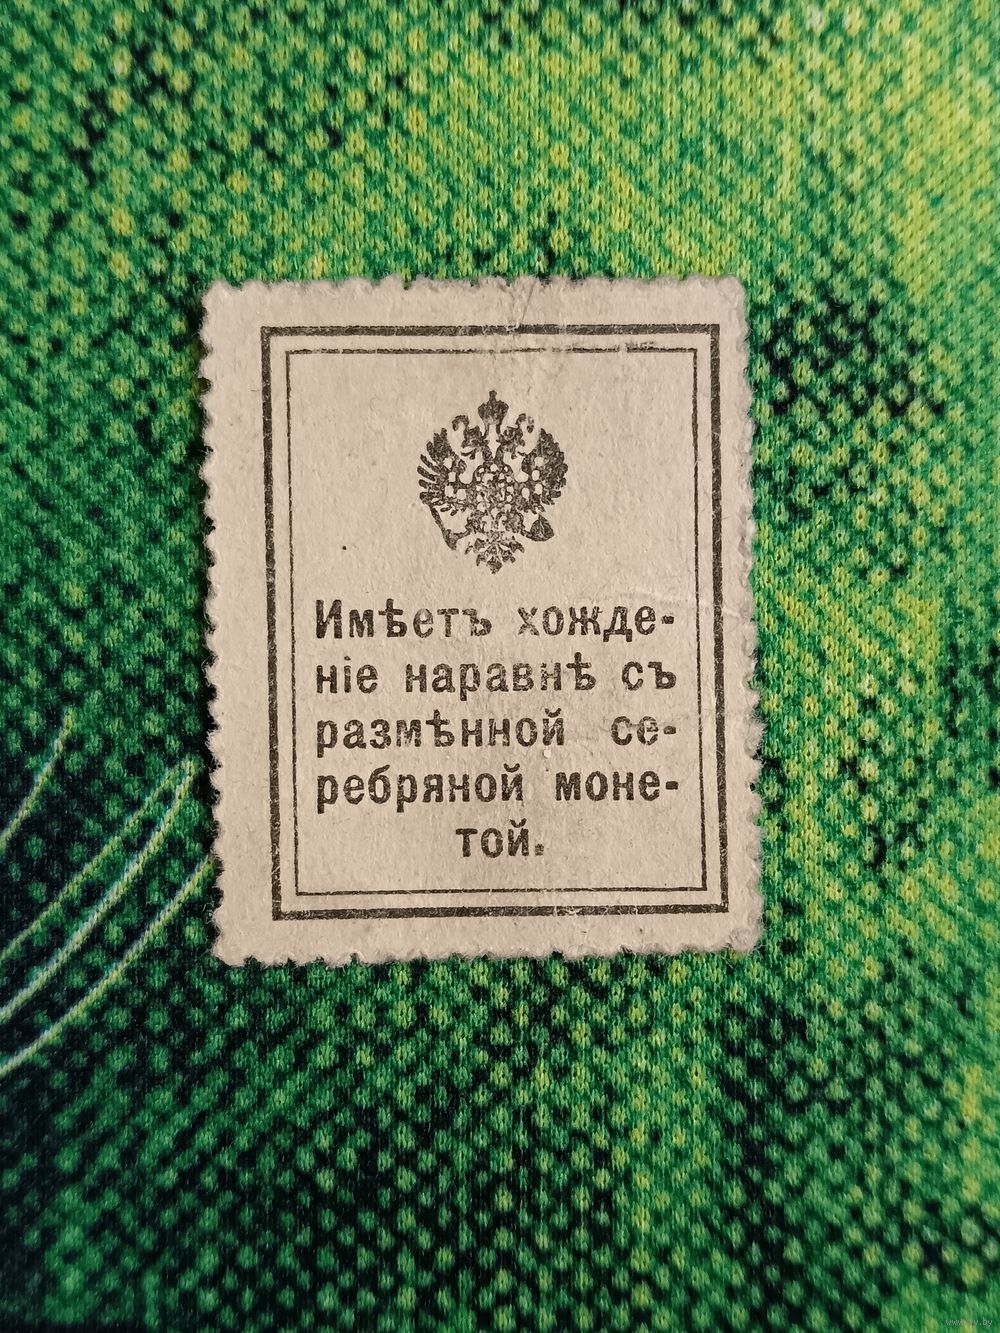 Имѣетъ хожде-
ніе наравнѣ съ
размѣнной се-
ребряной моне-
той.